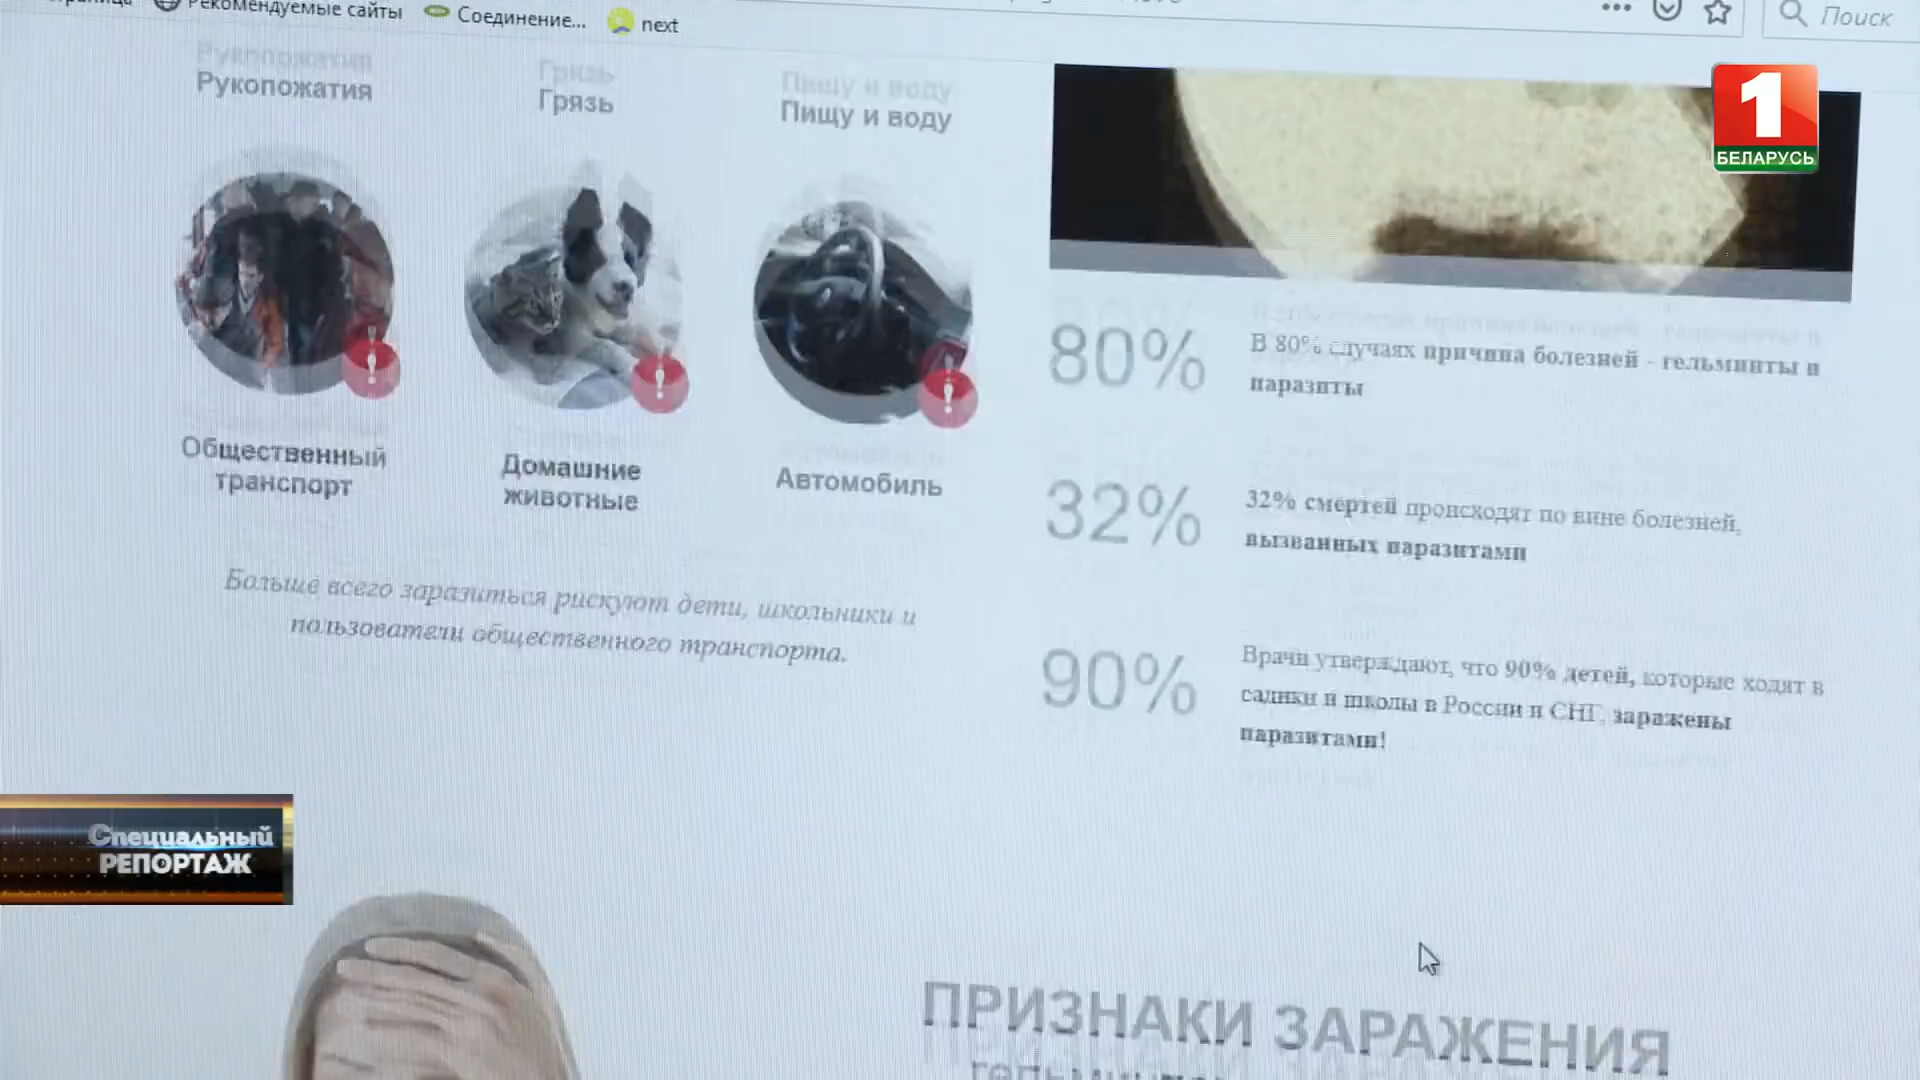 Рекомендуемые сайты
Соединение...
next
Поиск
Рукопожатия
Грязь
Пищу и воду
1
БЕЛАРУСЬ
Общественный
транспорт
Домашние
животные
Автомобиль
Больше всего заразиться рискуют дети, школьники и
пользователи общественного транспорта.
80%
В 80% случаях причина болезней - гельминты и
паразиты
32%
32% смертей происходят по вине болезней,
вызванных паразитами
90%
Врачи утверждают, что 90% детей, которые ходят в
садики и школы в России и СНГ, заражены
паразитами!
Специальный
РЕПОРТАЖ
ПРИЗНАКИ ЗАРАЖЕНИЯ